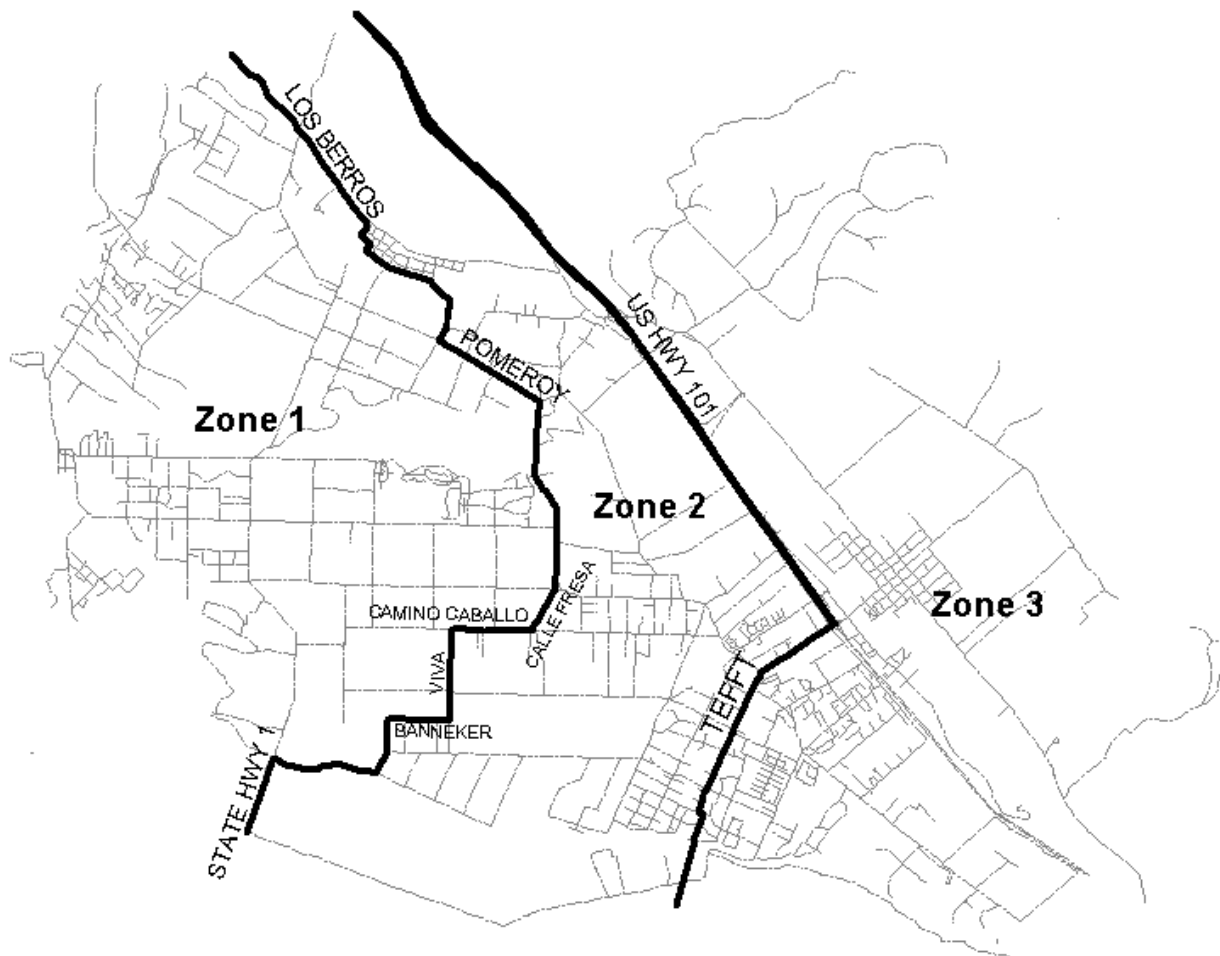 LOS BERROS
US HWY 101
POMEROY
Zone 1
Zone 2
CALLE FRESA
Zone 3
CAMINO CABALLO
VIVA
TEFFT
BANNEKER
STATE HWY 1